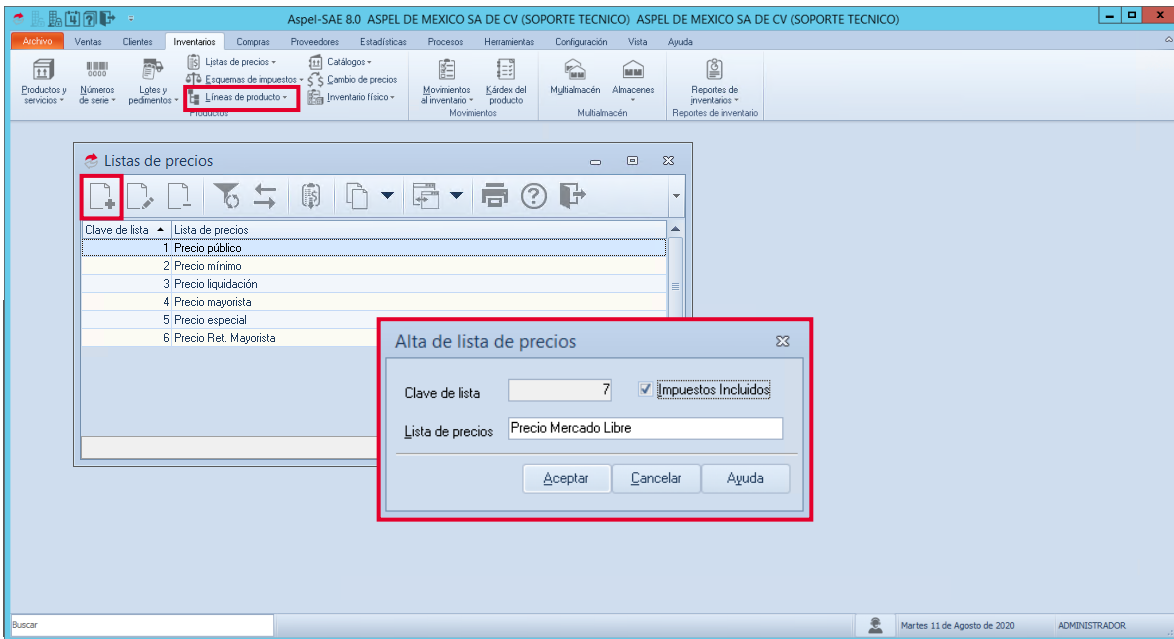 Aspel-SAE 8.0 ASPEL DE MEXICO SA DE CV (SOPORTE TECNICO) ASPEL DE MEXICO SA DE CV (SOPORTE TECNICO)
Archivo Ventas Clientes Inventarios Compras Proveedores Estadísticas Procesos Herramientas Configuración Vista Ayuda
Productos y servicios
Números de serie
Lotes y pedimentos
Listas de precios
Esquemas de impuestos
Líneas de producto
Catálogos
Cambio de precios
Inventario físico
Productos
Movimientos al inventario
Kárdex del producto
Movimientos
Multialmacén
Almacenes
Multialmacén
Reportes de inventarios
Reportes de inventario
Listas de precios
Clave de lista Lista de precios
1 Precio público
2 Precio mínimo
3 Precio liquidación
4 Precio mayorista
5 Precio especial
6 Precio Ret. Mayorista
Alta de lista de precios
Clave de lista 7 Impuestos Incluidos
Lista de precios Precio Mercado Libre
Aceptar Cancelar Ayuda
Buscar
Martes 11 de Agosto de 2020 ADMINISTRADOR